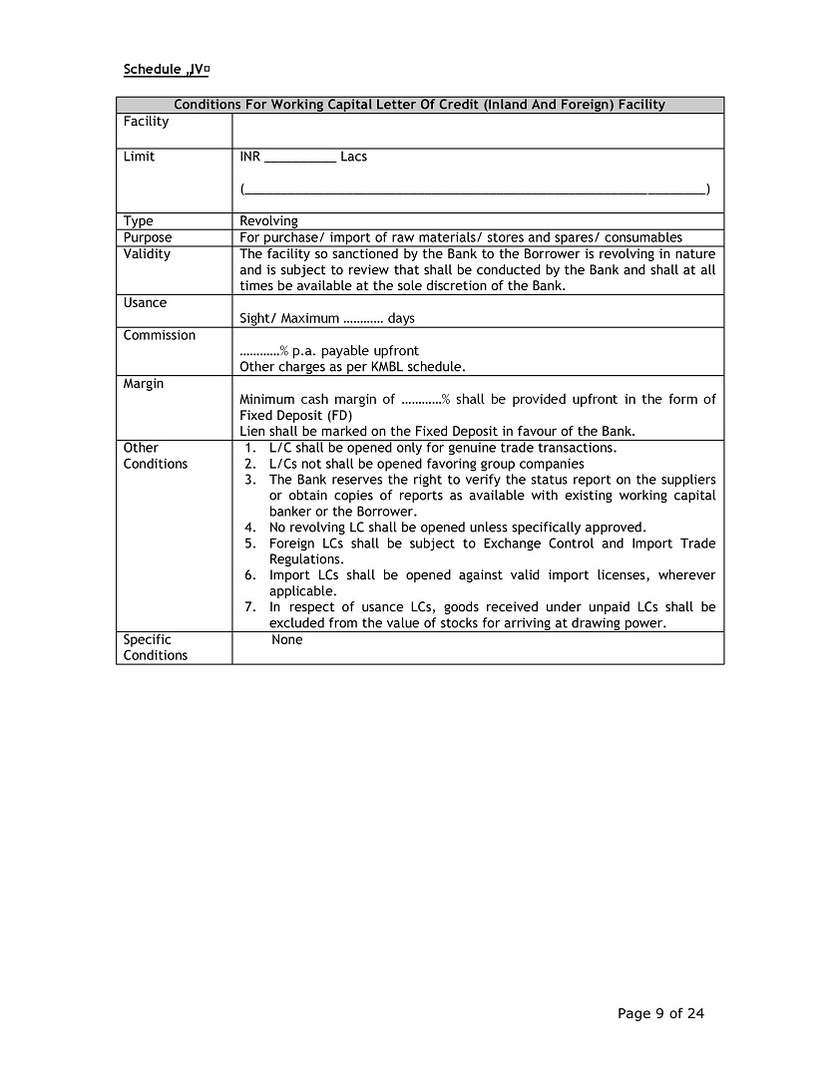 Schedule „IV¤
Conditions For Working Capital Letter Of Credit (Inland And Foreign) Facility
Facility
Limit
INR __________ Lacs
(________________________________________________________________)
Type
Revolving
Purpose
For purchase/ import of raw materials/ stores and spares/ consumables
Validity
The facility so sanctioned by the Bank to the Borrower is revolving in nature
and is subject to review that shall be conducted by the Bank and shall at all
times be available at the sole discretion of the Bank.
Usance
Sight/ Maximum ………… days
Commission
…………% p.a. payable upfront
Other charges as per KMBL schedule.
Margin
Minimum cash margin of …………% shall be provided upfront in the form of
Fixed Deposit (FD)
Lien shall be marked on the Fixed Deposit in favour of the Bank.
Other
Conditions
1. L/C shall be opened only for genuine trade transactions.
2. L/Cs not shall be opened favoring group companies
3. The Bank reserves the right to verify the status report on the suppliers
or obtain copies of reports as available with existing working capital
banker or the Borrower.
4. No revolving LC shall be opened unless specifically approved.
5. Foreign LCs shall be subject to Exchange Control and Import Trade
Regulations.
6. Import LCs shall be opened against valid import licenses, wherever
applicable.
7. In respect of usance LCs, goods received under unpaid LCs shall be
excluded from the value of stocks for arriving at drawing power.
Specific
Conditions
None
Page 9 of 24